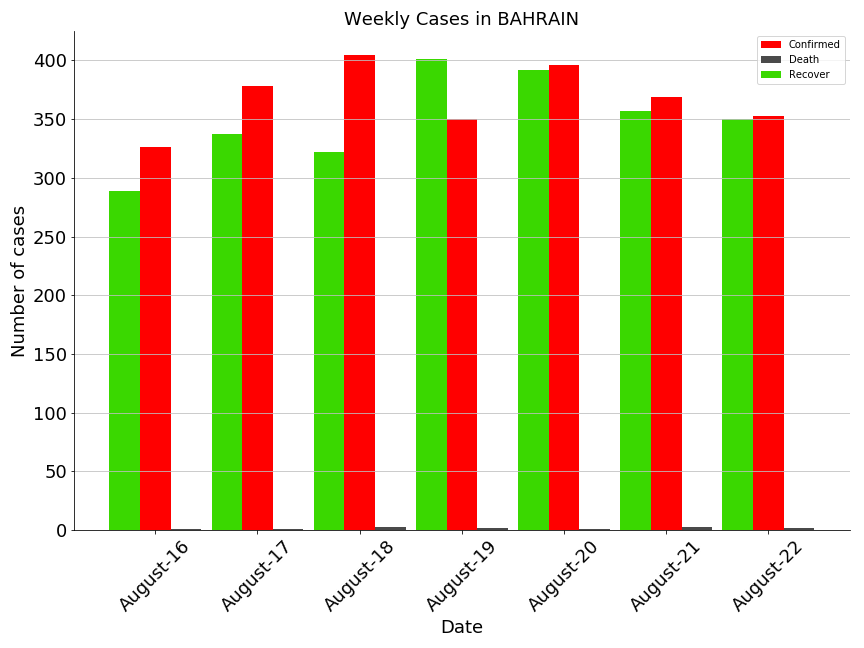 Weekly Cases in BAHRAIN
Confirmed
Death
Recover
Number of cases
400
350
300
250
200
150
100
50
0
August-16
August-17
August-18
August-19
August-20
August-21
August-22
Date